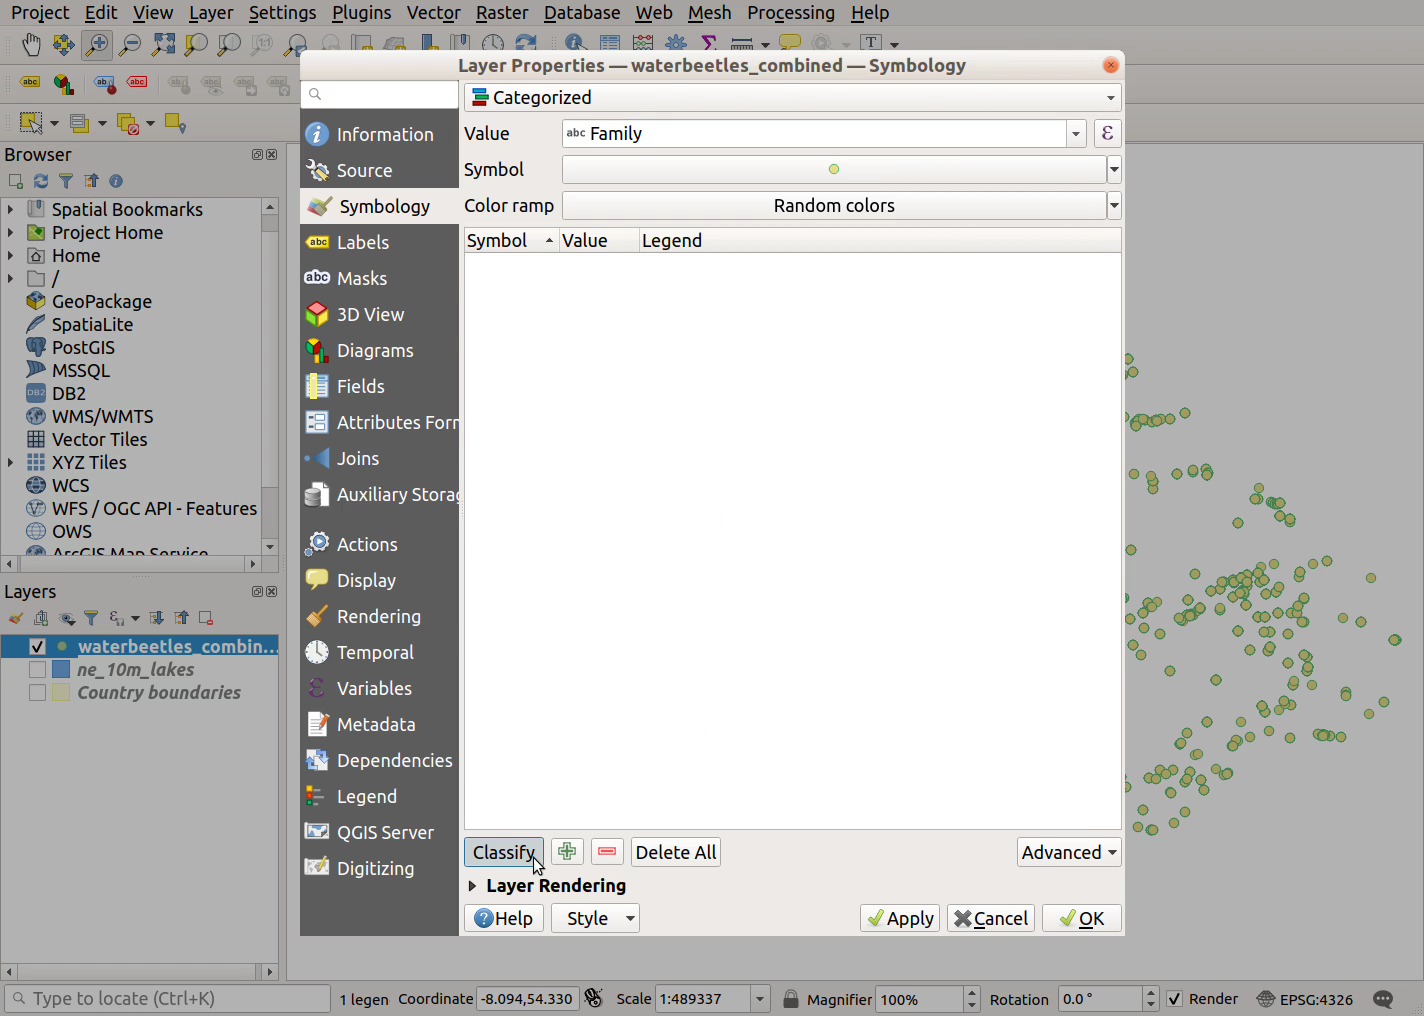 Project Edit View Layer Settings Plugins Vector Raster Database Web Mesh Processing Help
Layer Properties — waterbeetles_combined — Symbology
Categorized
Value abc Family ε
Symbol
Color ramp Random colors
Symbol Value Legend
Information
Source
Symbology
abc Labels
abc Masks
3D View
Diagrams
Fields
Attributes Form
Joins
Auxiliary Storag
Actions
Display
Rendering
Temporal
Variables
Metadata
Dependencies
Legend
QGIS Server
Digitizing
Classify Delete All Advanced
Layer Rendering
Help Style Apply Cancel OK
Browser
Spatial Bookmarks
Project Home
Home
/
GeoPackage
SpatiaLite
PostGIS
MSSQL
DB2 DB2
WMS/WMTS
Vector Tiles
XYZ Tiles
WCS
WFS / OGC API - Features
OWS
ArcGIS Map Service
Layers
waterbeetles_combin...
ne_10m_lakes
Country boundaries
Type to locate (Ctrl+K) 1 legen Coordinate -8.094,54.330 Scale 1:489337 Magnifier 100% Rotation 0.0 ° Render EPSG:4326